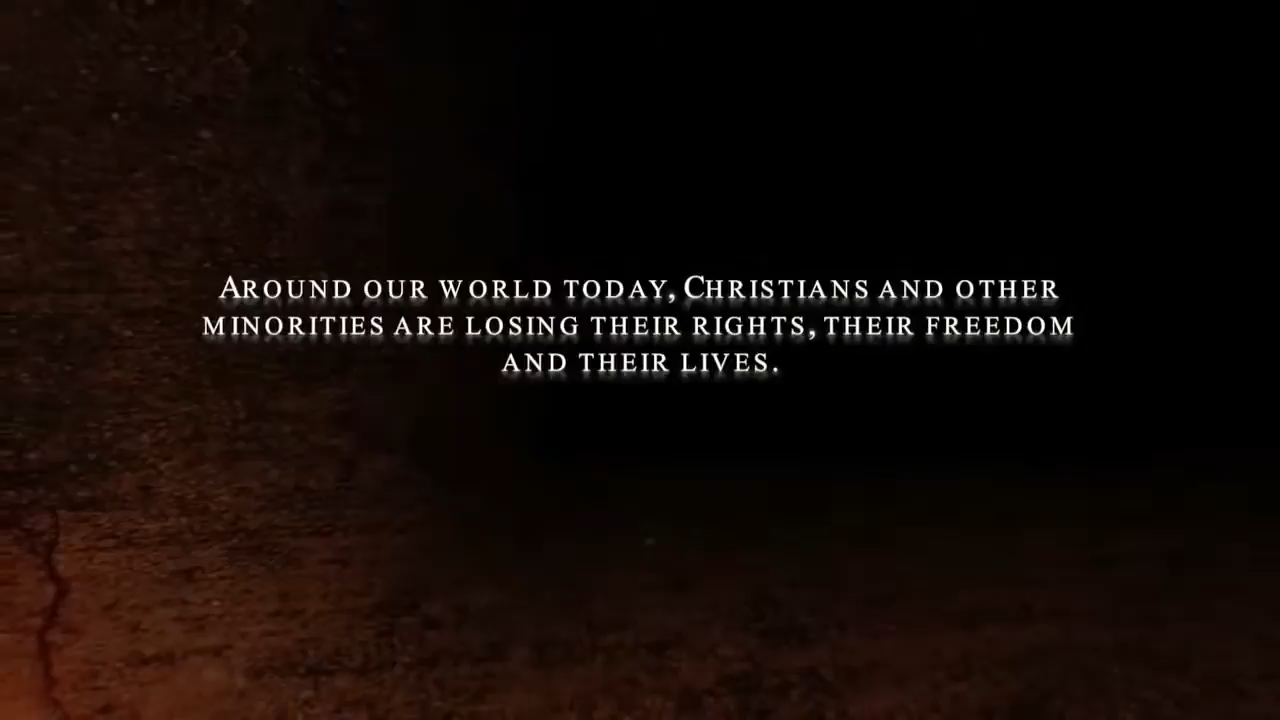 Around our world today, Christians and other
minorities are losing their rights, their freedom
and their lives.